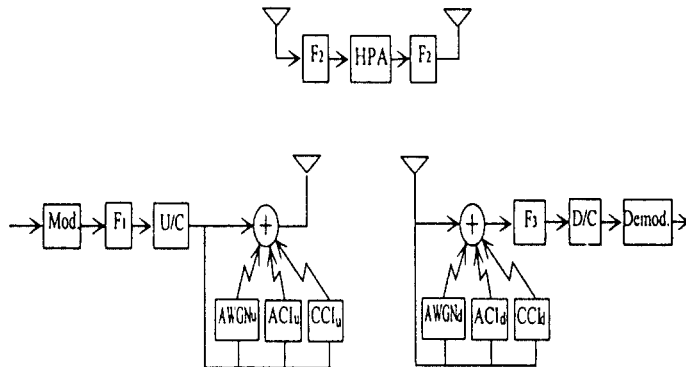 F2 HPA F2
Mod. F1 U/C + + F3 D/C Demod.
AWGNu ACIu CCIu AWGNd ACId CCId